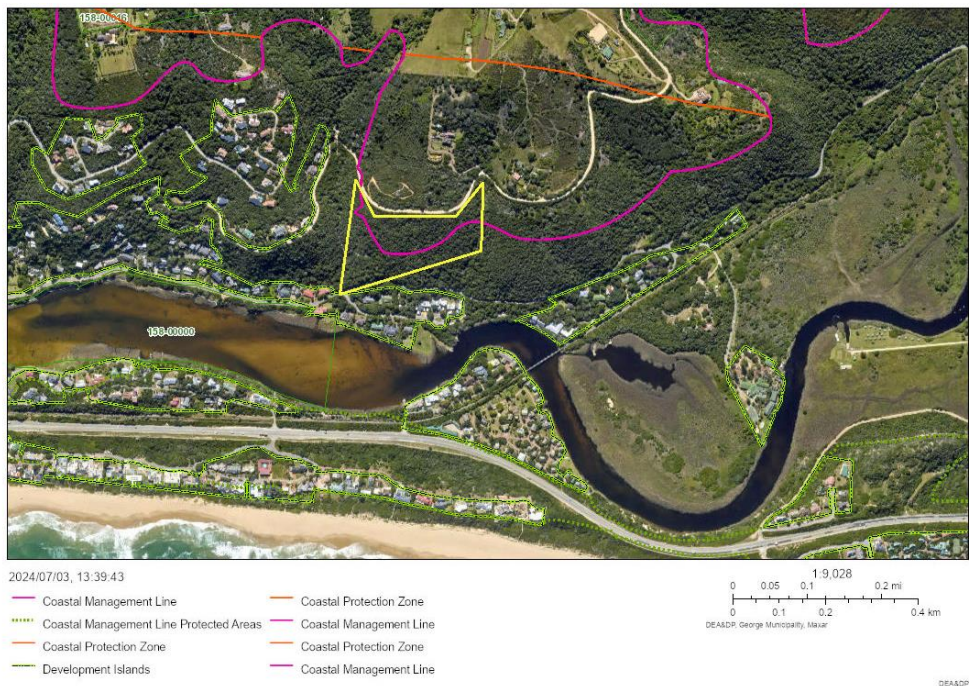 158-00016
158-00000
2024/07/03, 13:39:43
Coastal Management Line
Coastal Management Line Protected Areas
Coastal Protection Zone
Development Islands
Coastal Protection Zone
Coastal Management Line
Coastal Protection Zone
Coastal Management Line
1:9,028
0 0.05 0.1 0.2 mi
0 0.1 0.2 0.4 km
DEA&DP, George Municipality, Maxar
DEA&DP